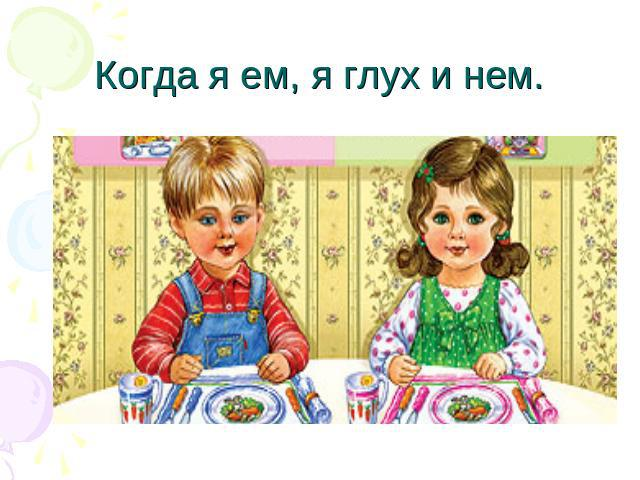 Когда я ем, я глух и нем.